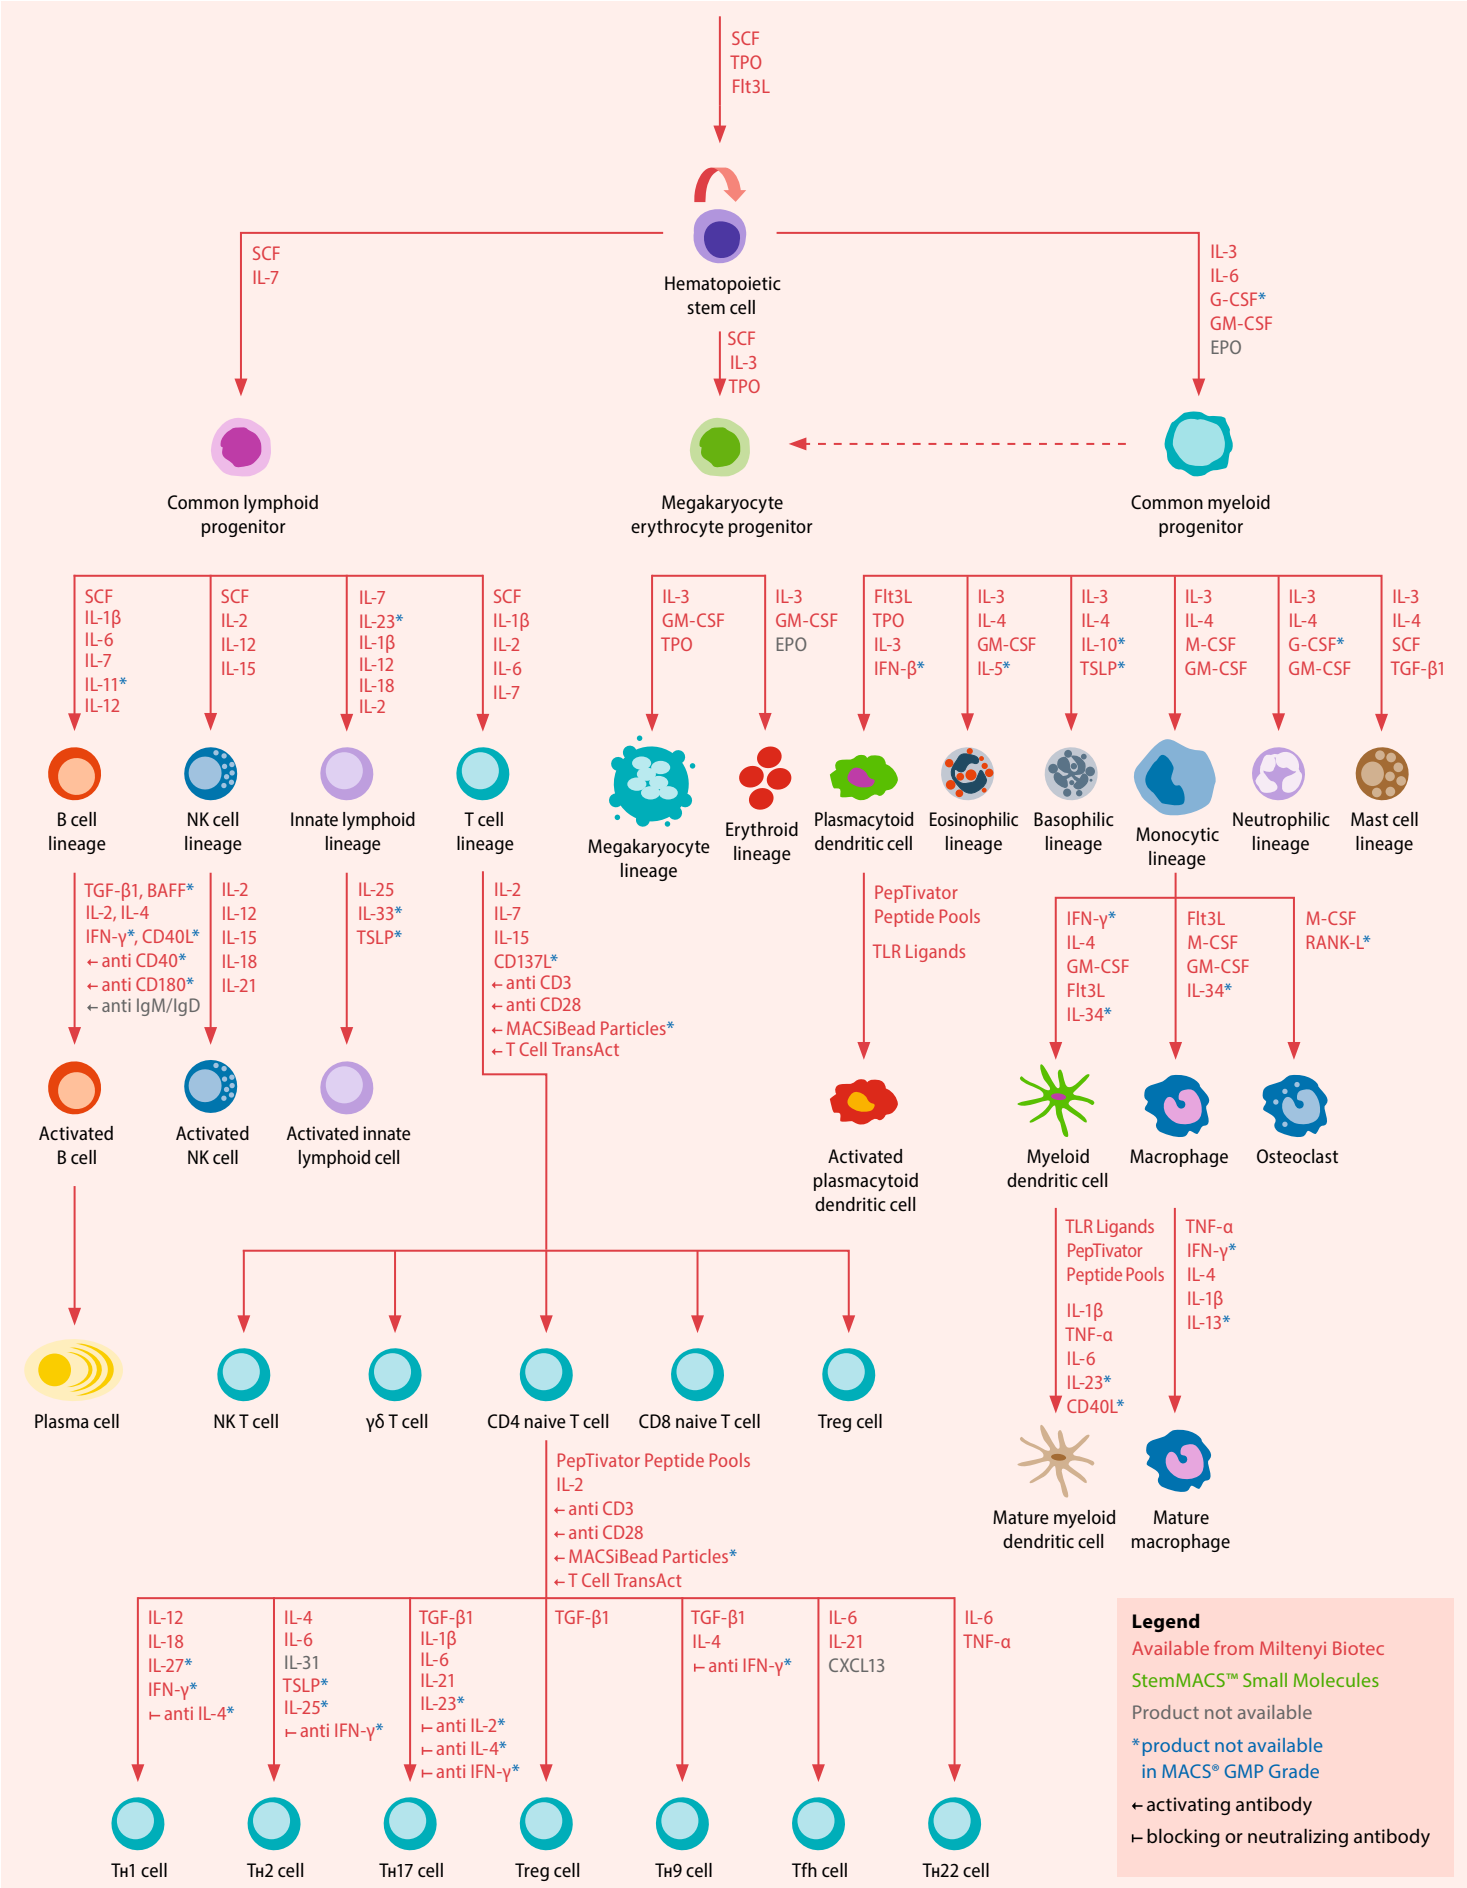 SCF
TPO
Flt3L
Hematopoietic
stem cell
SCF
IL-7
SCF
IL-3
TPO
IL-3
IL-6
G-CSF*
GM-CSF
EPO
Common lymphoid
progenitor
Megakaryocyte
erythrocyte progenitor
Common myeloid
progenitor
SCF
IL-1β
IL-6
IL-7
IL-11*
IL-12
SCF
IL-2
IL-12
IL-15
IL-7
IL-23*
IL-1β
IL-12
IL-18
IL-2
SCF
IL-1β
IL-2
IL-6
IL-7
IL-3
GM-CSF
TPO
IL-3
GM-CSF
EPO
Flt3L
TPO
IL-3
IFN-β*
IL-3
IL-4
GM-CSF
IL-5*
IL-3
IL-4
IL-10*
TSLP*
IL-3
IL-4
M-CSF
GM-CSF
IL-3
IL-4
G-CSF*
GM-CSF
IL-3
IL-4
SCF
TGF-β1
B cell
lineage
NK cell
lineage
Innate lymphoid
lineage
T cell
lineage
Megakaryocyte
lineage
Erythroid
lineage
Plasmacytoid
dendritic cell
Eosinophilic
lineage
Basophilic
lineage
Monocytic
lineage
Neutrophilic
lineage
Mast cell
lineage
TGF-β1, BAFF*
IL-2, IL-4
IFN-γ*, CD40L*
← anti CD40*
← anti CD180*
← anti IgM/IgD
IL-2
IL-12
IL-15
IL-18
IL-21
IL-25
IL-33*
TSLP*
IL-2
IL-7
IL-15
CD137L*
← anti CD3
← anti CD28
← MACSiBead Particles*
← T Cell TransAct
PepTivator
Peptide Pools
TLR Ligands
IFN-γ*
IL-4
GM-CSF
Flt3L
IL-34*
Flt3L
M-CSF
GM-CSF
IL-34*
M-CSF
RANK-L*
Activated
B cell
Activated
NK cell
Activated innate
lymphoid cell
Activated
plasmacytoid
dendritic cell
Myeloid
dendritic cell
Macrophage
Osteoclast
TLR Ligands
PepTivator
Peptide Pools
IL-1β
TNF-α
IL-6
IL-23*
CD40L*
TNF-α
IFN-γ*
IL-4
IL-1β
IL-13*
Plasma cell
NK T cell
γδ T cell
CD4 naive T cell
CD8 naive T cell
Treg cell
Mature myeloid
dendritic cell
Mature
macrophage
PepTivator Peptide Pools
IL-2
← anti CD3
← anti CD28
← MACSiBead Particles*
← T Cell TransAct
IL-12
IL-18
IL-27*
IFN-γ*
⊢ anti IL-4*
IL-4
IL-6
IL-31
TSLP*
IL-25*
⊢ anti IFN-γ*
TGF-β1
IL-1β
IL-6
IL-21
IL-23*
⊢ anti IL-2*
⊢ anti IL-4*
⊢ anti IFN-γ*
TGF-β1
TGF-β1
IL-4
⊢ anti IFN-γ*
IL-6
IL-21
CXCL13
IL-6
TNF-α
TH1 cell
TH2 cell
TH17 cell
Treg cell
TH9 cell
Tfh cell
TH22 cell
Legend
Available from Miltenyi Biotec
StemMACS™ Small Molecules
Product not available
*product not available
in MACS® GMP Grade
← activating antibody
⊢ blocking or neutralizing antibody